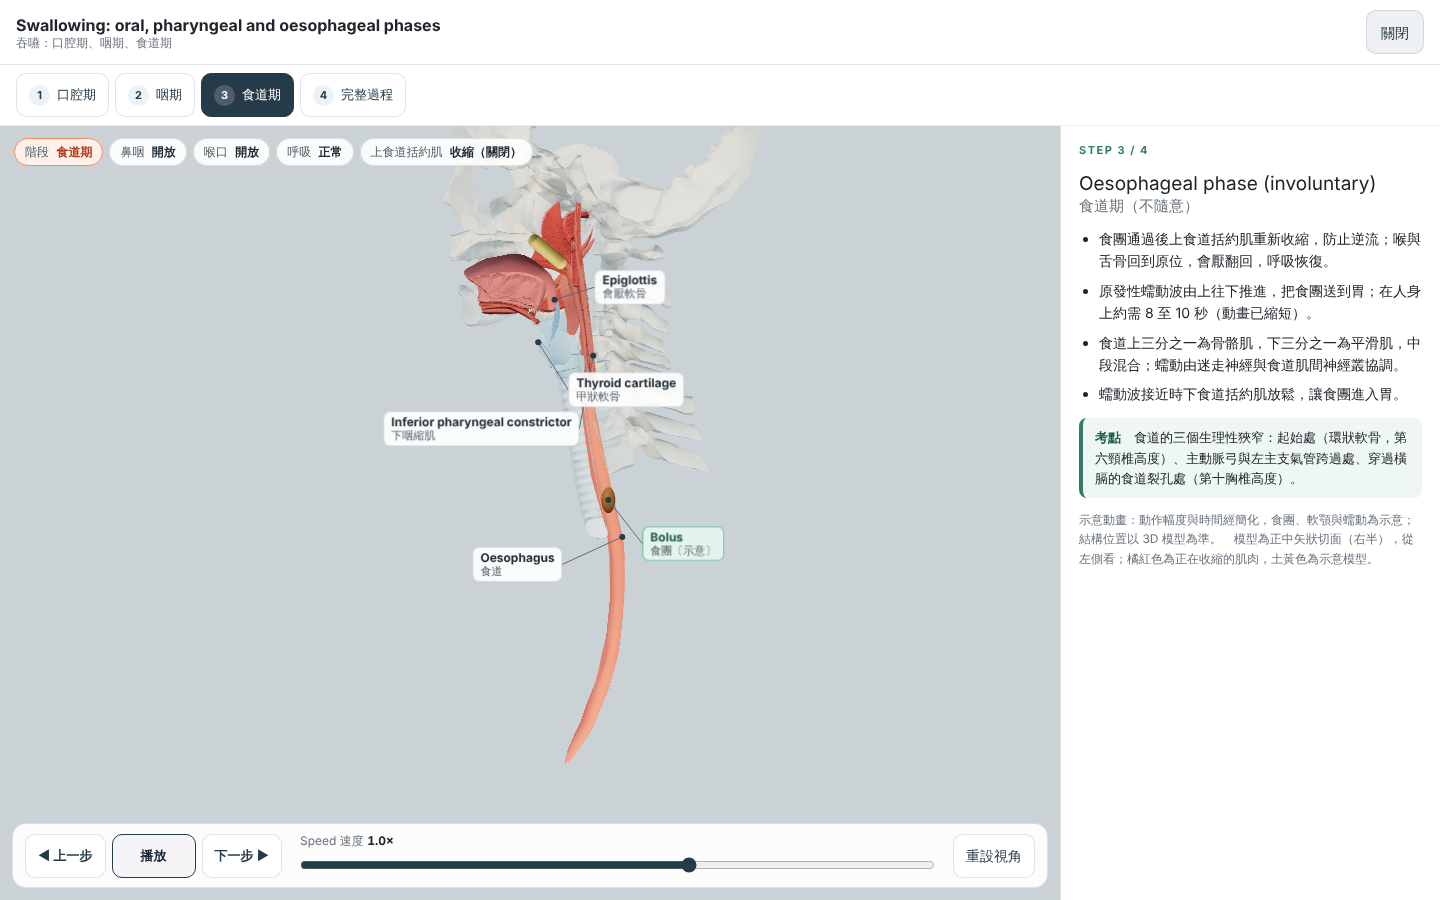 Swallowing: oral, pharyngeal and oesophageal phases
吞嚥：口腔期、咽期、食道期
關閉
1 口腔期
2 咽期
3 食道期
4 完整過程
階段 食道期
鼻咽 開放
喉口 開放
呼吸 正常
上食道括約肌 收縮（關閉）
Epiglottis
會厭軟骨
Thyroid cartilage
甲狀軟骨
Inferior pharyngeal constrictor
下咽縮肌
Bolus
食團〔示意〕
Oesophagus
食道
◀ 上一步
播放
下一步 ▶
Speed 速度 1.0×
重設視角
STEP 3 / 4
Oesophageal phase (involuntary)
食道期（不隨意）
• 食團通過後上食道括約肌重新收縮，防止逆流；喉與
舌骨回到原位，會厭翻回，呼吸恢復。
• 原發性蠕動波由上往下推進，把食團送到胃；在人身
上約需 8 至 10 秒（動畫已縮短）。
• 食道上三分之一為骨骼肌，下三分之一為平滑肌，中
段混合；蠕動由迷走神經與食道肌間神經叢協調。
• 蠕動波接近時下食道括約肌放鬆，讓食團進入胃。
考點 食道的三個生理性狹窄：起始處（環狀軟骨，第
六頸椎高度）、主動脈弓與左主支氣管跨過處、穿過橫
膈的食道裂孔處（第十胸椎高度）。
示意動畫：動作幅度與時間經簡化，食團、軟顎與蠕動為示意；
結構位置以 3D 模型為準。 模型為正中矢狀切面（右半），從
左側看；橘紅色為正在收縮的肌肉，土黃色為示意模型。